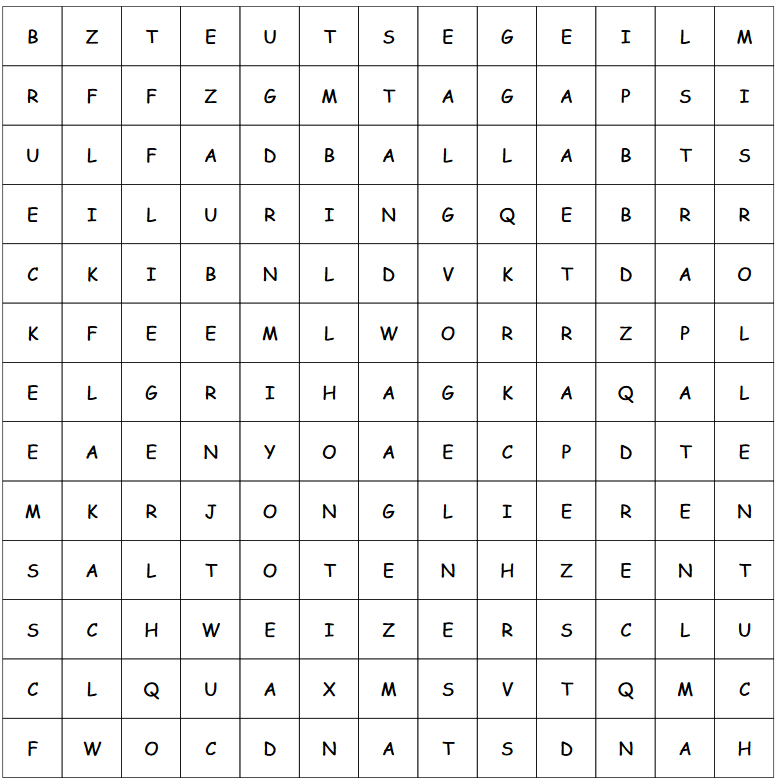 B Z T E U T S E G E I L M
R F F Z G M T A G A P S I
U L F A D B A L L A B T S
E I L U R I N G Q E B R R
C K I B N L D V K T D A O
K F E E M L W O R R Z P L
E L G R I H A G K A Q A L
E A E N Y O A E C P D T E
M K R J O N G L I E R E N
S A L T O T E N H Z E N T
S C H W E I Z E R S C L U
C L Q U A X M S V T Q M C
F W O C D N A T S D N A H